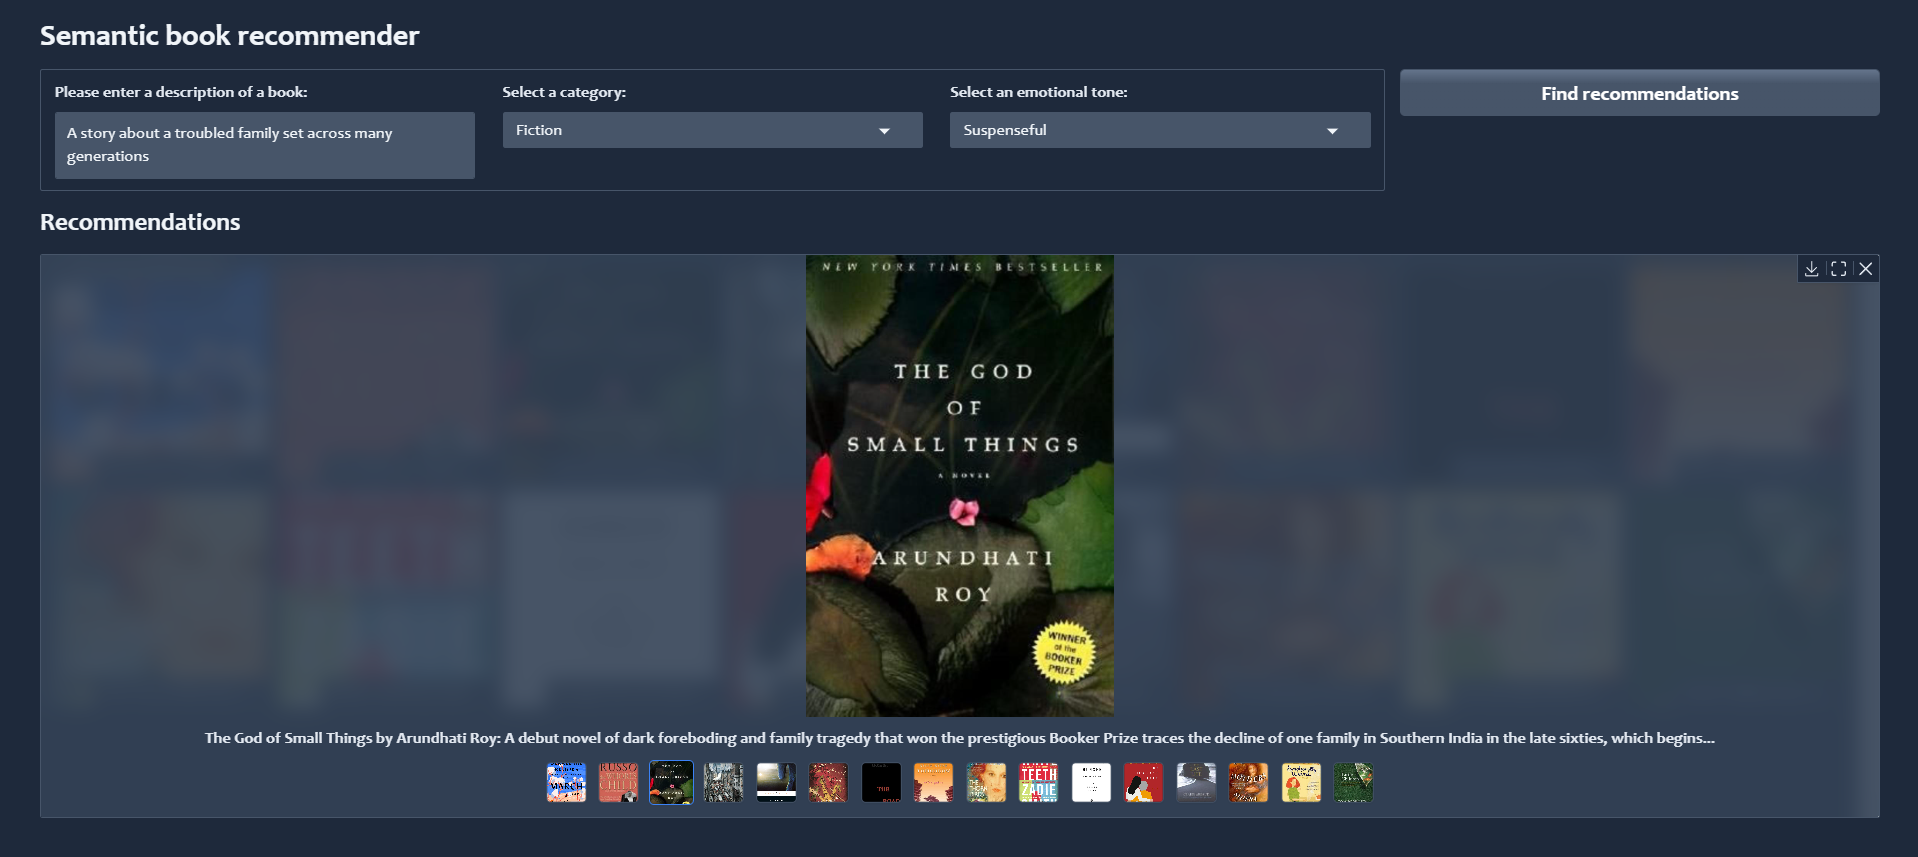 Semantic book recommender
Please enter a description of a book:
A story about a troubled family set across many
generations
Select a category:
Fiction
Select an emotional tone:
Suspenseful
Find recommendations
Recommendations
NEW YORK TIMES BESTSELLER
THE GOD
OF
SMALL THINGS
A NOVEL
ARUNDHATI
ROY
WINNER
of the
BOOKER
PRIZE
The God of Small Things by Arundhati Roy: A debut novel of dark foreboding and family tragedy that won the prestigious Booker Prize traces the decline of one family in Southern India in the late sixties, which begins...
MARCH
RUSSO
CHILD
THE
TEETH
ZADIE